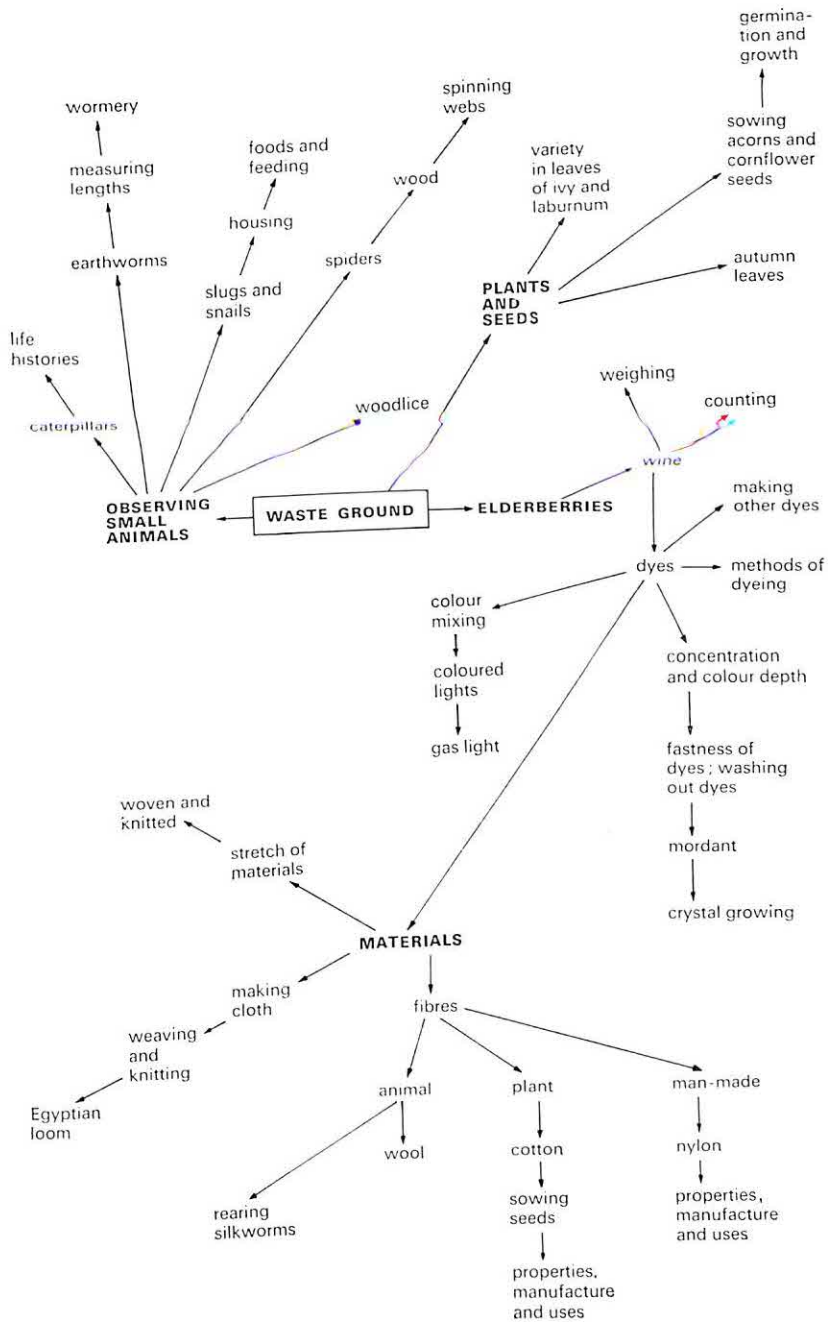 germina-
tion and
growth
spinning
webs
wormery
sowing
acorns and
cornflower
seeds
variety
in leaves
of ivy and
laburnum
foods and
feeding
measuring
lengths
wood
housing
earthworms
spiders
autumn
leaves
slugs and
snails
PLANTS
AND
SEEDS
life
histories
weighing
woodlice
counting
caterpillars
wine
OBSERVING
SMALL
ANIMALS
WASTE GROUND
ELDERBERRIES
making
other dyes
dyes
methods of
dyeing
colour
mixing
concentration
and colour depth
coloured
lights
gas light
fastness of
dyes; washing
out dyes
woven and
knitted
stretch of
materials
mordant
crystal growing
MATERIALS
making
cloth
fibres
weaving
and
knitting
animal
plant
man-made
Egyptian
loom
wool
cotton
nylon
rearing
silkworms
sowing
seeds
properties,
manufacture
and uses
properties,
manufacture
and uses